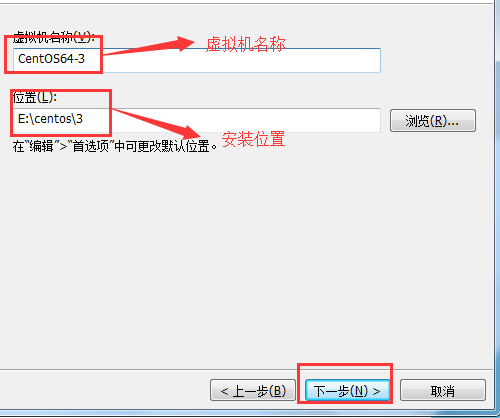 虚拟机名称(V):
虚拟机名称
CentOS64-3
位置(L):
E:\centos\3
浏览(R)...
安装位置
在"编辑">"首选项"中可更改默认位置。
< 上一步(B)
下一步(N) >
取消